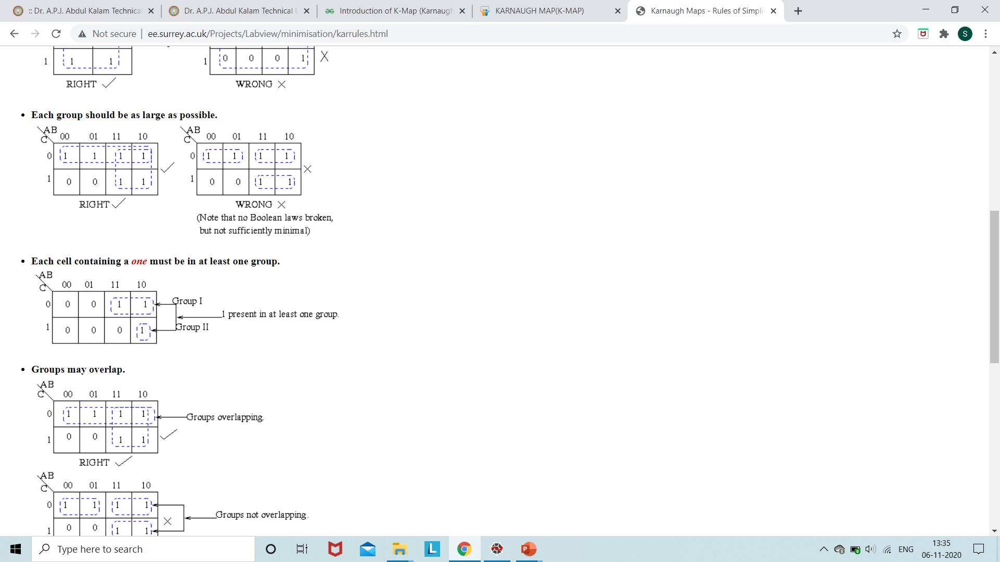 :: Dr. A.P.J. Abdul Kalam Technical
Dr. A.P.J. Abdul Kalam Technical U
Introduction of K-Map (Karnaugh
KARNAUGH MAP(K-MAP)
Karnaugh Maps - Rules of Simpli
Not secure | ee.surrey.ac.uk/Projects/Labview/minimisation/karrules.html
S
1 1 1
1 0 0 0 1 X
RIGHT
WRONG X
• Each group should be as large as possible.
AB AB
C 00 01 11 10 C 00 01 11 10
0 1 1 1 1 0 1 1 1 1
1 0 0 1 1 1 0 0 1 1
RIGHT WRONG X
(Note that no Boolean laws broken,
but not sufficiently minimal)
• Each cell containing a one must be in at least one group.
AB
C 00 01 11 10
0 0 0 1 1 Group I
1 present in at least one group.
1 0 0 0 1 Group II
• Groups may overlap.
AB
C 00 01 11 10
0 1 1 1 1 Groups overlapping.
1 0 0 1 1
RIGHT
AB
C 00 01 11 10
0 1 1 1 1
Groups not overlapping.
1 0 0 1 1
Type here to search
L
P
ENG
13:35
06-11-2020